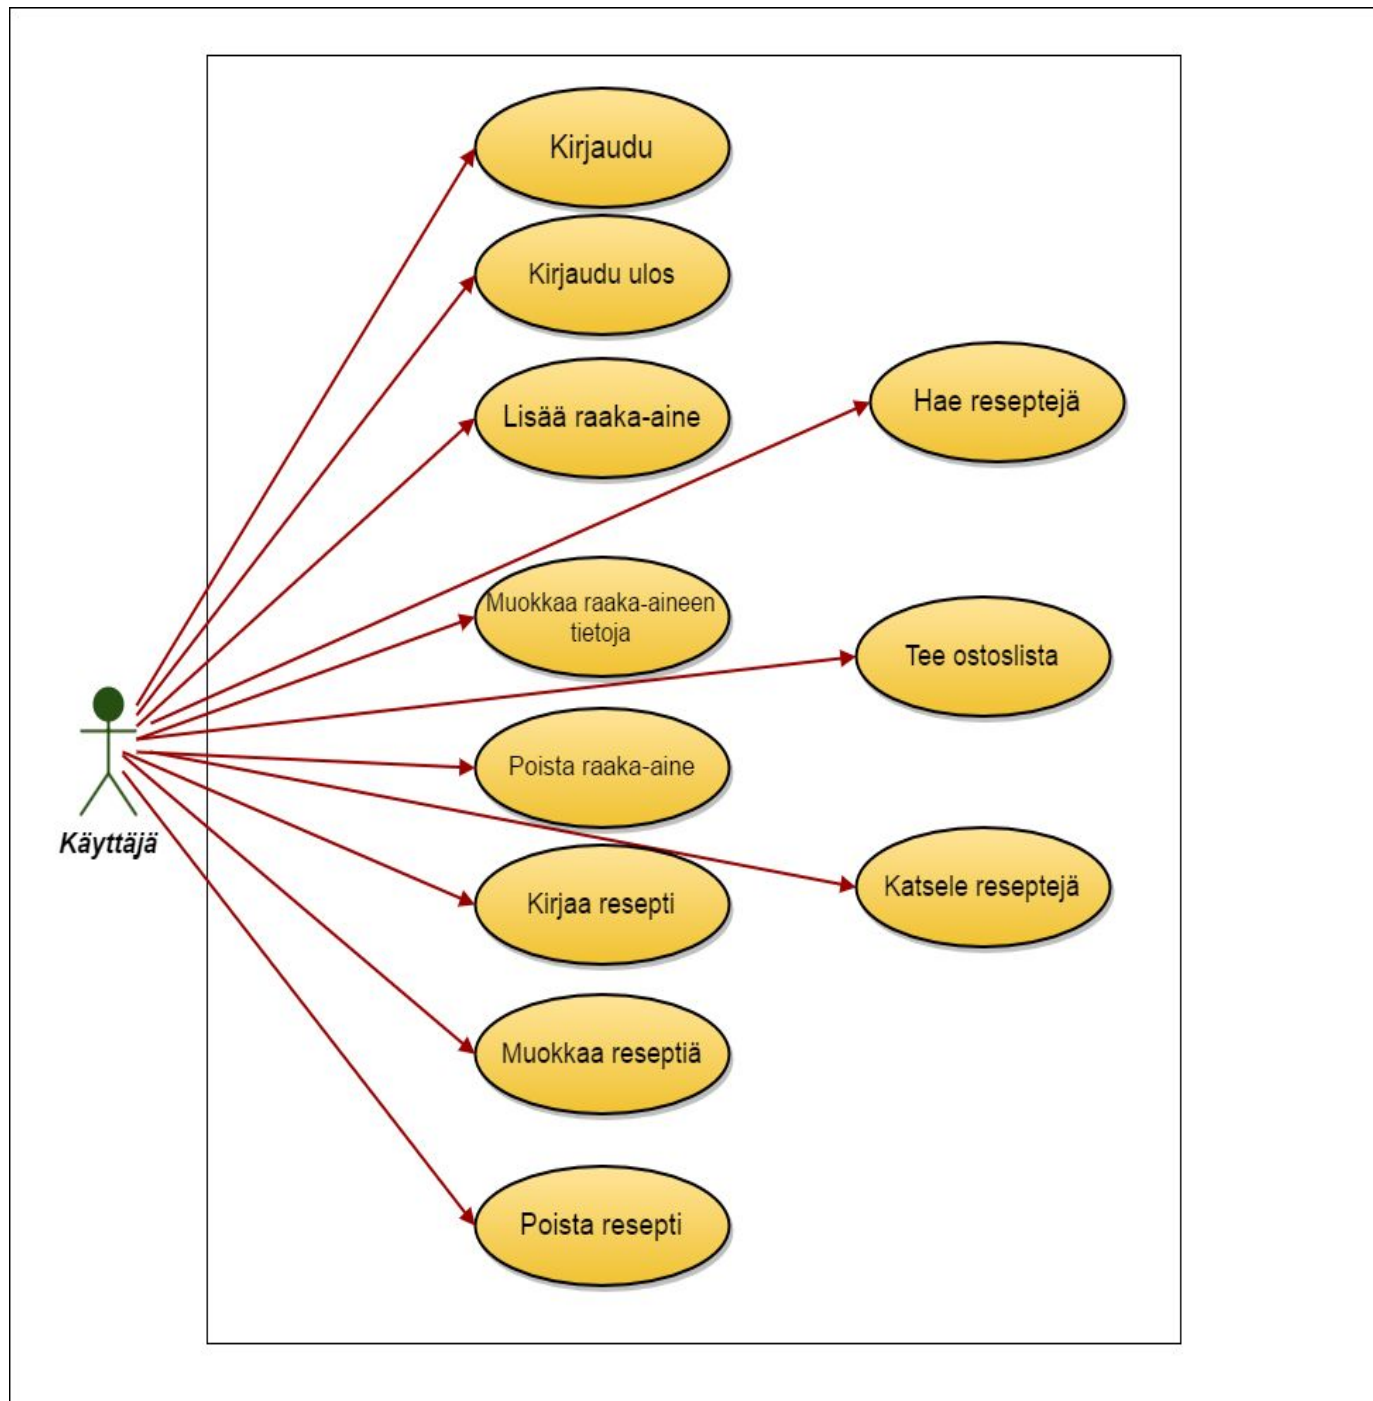 Kirjaudu
Kirjaudu ulos
Lisää raaka-aine
Hae reseptejä
Muokkaa raaka-aineen
tietoja
Tee ostoslista
Poista raaka-aine
Käyttäjä
Kirjaa resepti
Katsele reseptejä
Muokkaa reseptiä
Poista resepti